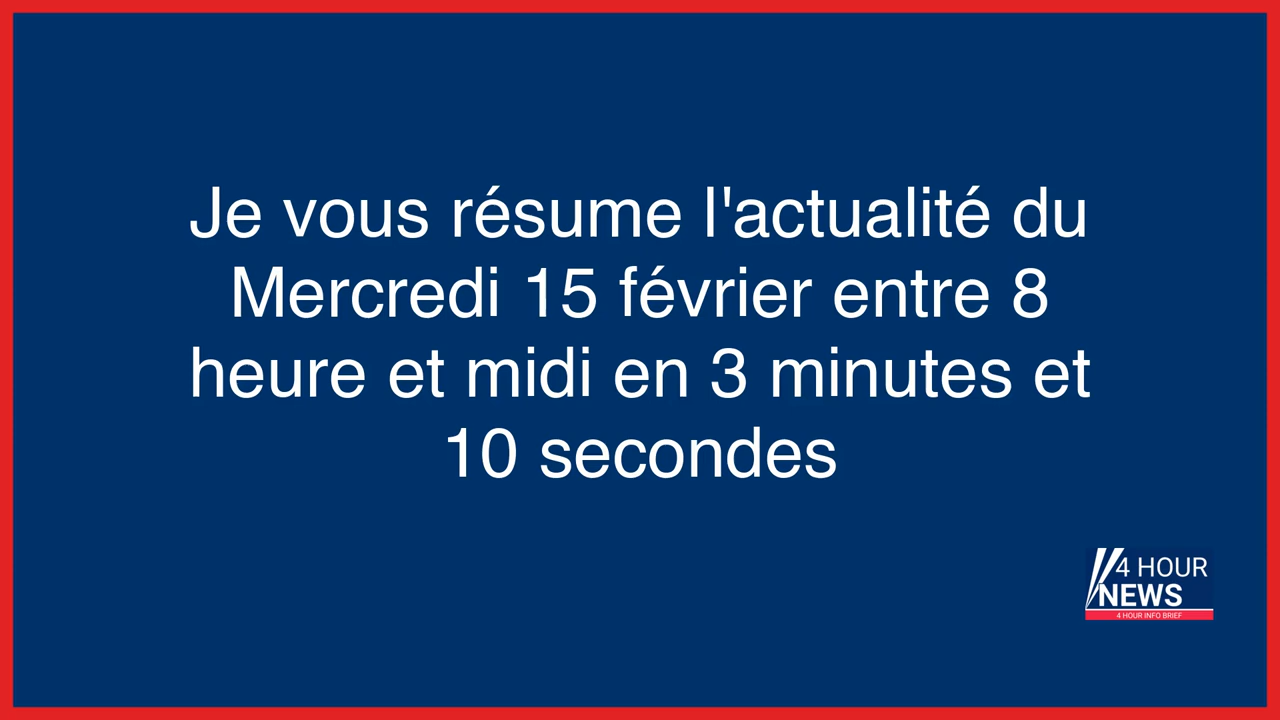 Je vous résume l'actualité du
Mercredi 15 février entre 8
heure et midi en 3 minutes et
10 secondes
4 HOUR
NEWS
4 HOUR INFO BRIEF